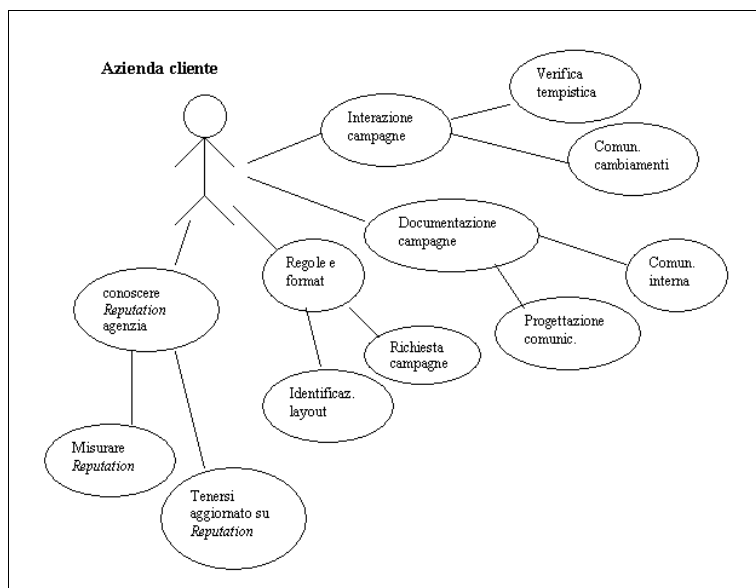 Azienda cliente
Verifica
tempistica
Interazione
campagne
Comun.
cambiamenti
Documentazione
campagne
Comun.
interna
Regole e
format
conoscere
Reputation
agenzia
Progettazione
comunic.
Richiesta
campagne
Identificaz.
layout
Misurare
Reputation
Tenersi
aggiornato su
Reputation